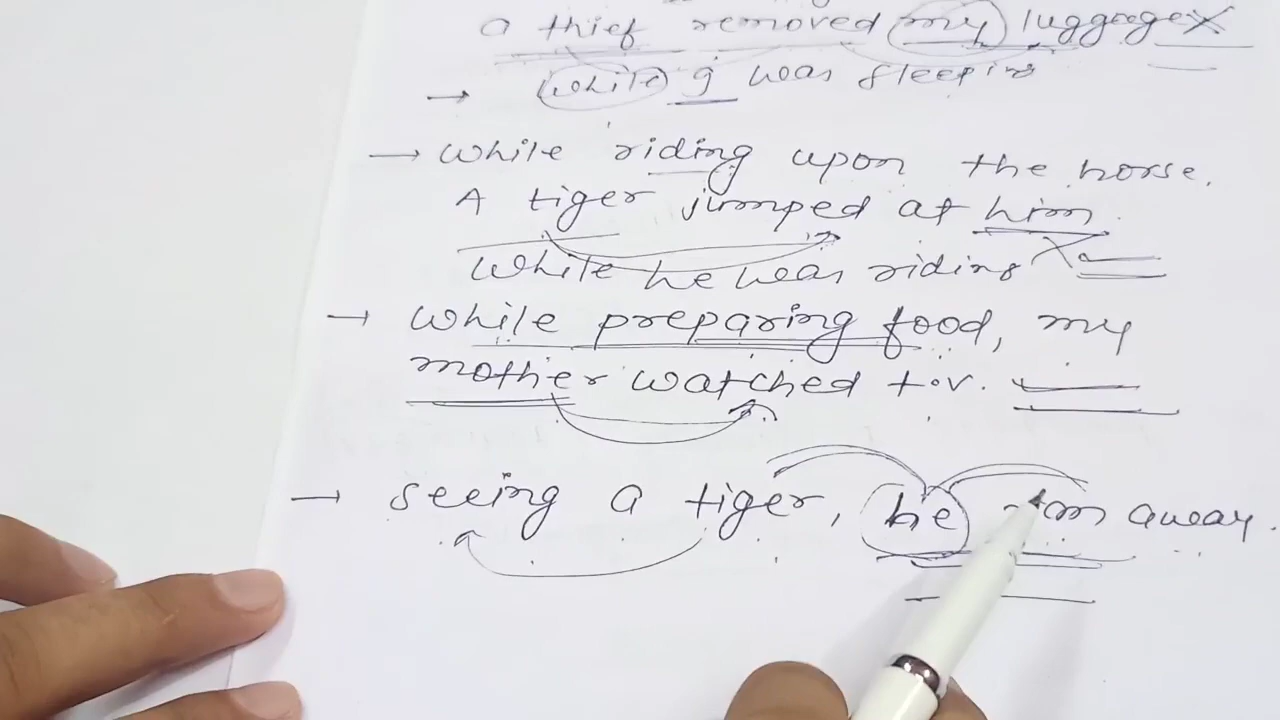 a thief removed my luggage
→ while I was sleeping
→ while riding upon the horse.
A tiger jumped at him.
while he was riding
→ while preparing food, my
mother watched t.v.
→ seeing a tiger, he ran away.